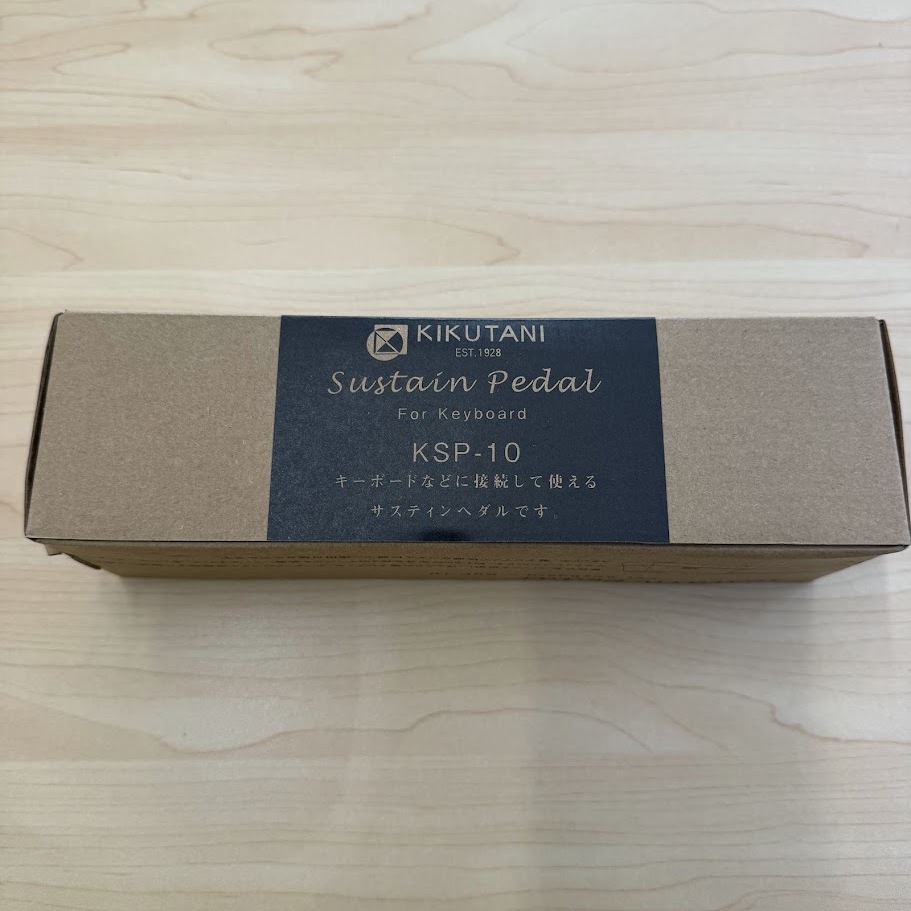 KIKUTANI
EST.1928
Sustain Pedal
For Keyboard
KSP-10
キーボードなどに接続して使える
サスティンペダルです。